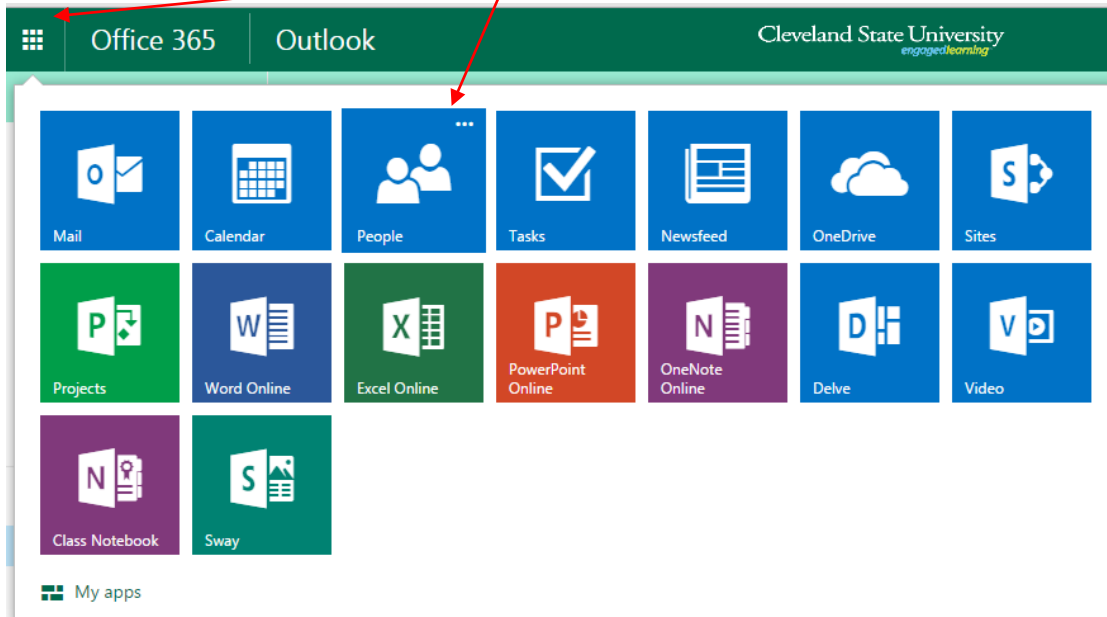 Office 365
Outlook
Cleveland State University
engagedlearning
Mail
Calendar
People
Tasks
Newsfeed
OneDrive
Sites
Projects
Word Online
Excel Online
PowerPoint
Online
OneNote
Online
Delve
Video
Class Notebook
Sway
My apps